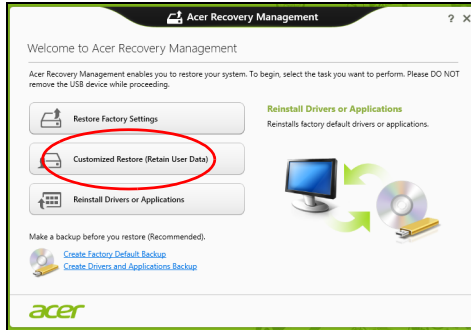 Acer Recovery Management
? X
Welcome to Acer Recovery Management
Acer Recovery Management enables you to restore your system. To begin, select the task you want to perform. Please DO NOT
remove the USB device while proceeding.
Restore Factory Settings
Customized Restore (Retain User Data)
Reinstall Drivers or Applications
Reinstall Drivers or Applications
Reinstalls factory default drivers or applications.
Make a backup before you restore (Recommended).
Create Factory Default Backup
Create Drivers and Applications Backup
acer